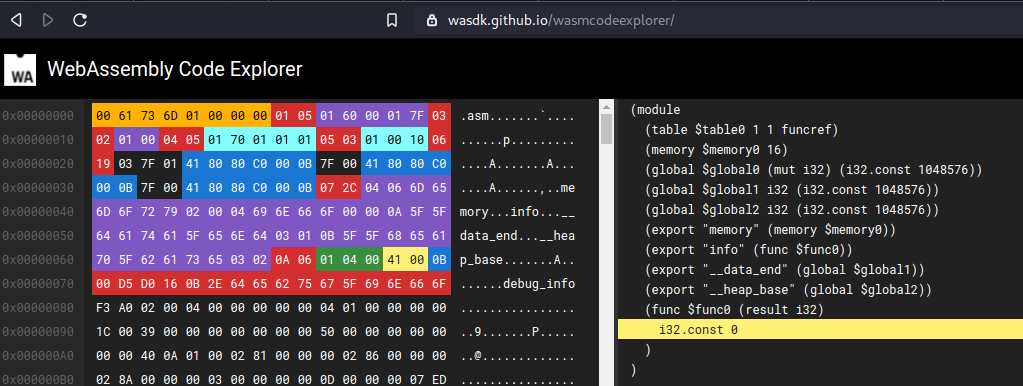 wasdk.github.io/wasmcodeexplorer/
WA
WebAssembly Code Explorer
0x00000000 00 61 73 6D 01 00 00 00 01 05 01 60 00 01 7F 03 .asm.......`....
0x00000010 02 01 00 04 05 01 70 01 01 01 05 03 01 00 10 06 ......p.........
0x00000020 19 03 7F 01 41 80 80 C0 00 0B 7F 00 41 80 80 C0 ....A.......A...
0x00000030 00 0B 7F 00 41 80 80 C0 00 0B 07 2C 04 06 6D 65 ....A......,..me
0x00000040 6D 6F 72 79 02 00 04 69 6E 66 6F 00 00 0A 5F 5F mory...info...__
0x00000050 64 61 74 61 5F 65 6E 64 03 01 0B 5F 5F 68 65 61 data_end...__hea
0x00000060 70 5F 62 61 73 65 03 02 0A 06 01 04 00 41 00 0B p_base.......A..
0x00000070 00 D5 D0 16 0B 2E 64 65 62 75 67 5F 69 6E 66 6F ......debug_info
0x00000080 F3 A0 02 00 04 00 00 00 00 00 04 01 00 00 00 00 ................
0x00000090 1C 00 39 00 00 00 00 00 00 00 50 00 00 00 00 00 ..9.......P.....
0x000000A0 00 00 40 0A 01 00 02 81 00 00 00 02 86 00 00 00 ..@.............
0x000000B0 02 8A 00 00 00 03 00 00 00 00 0D 00 00 00 07 ED ................
(module
(table $table0 1 1 funcref)
(memory $memory0 16)
(global $global0 (mut i32) (i32.const 1048576))
(global $global1 i32 (i32.const 1048576))
(global $global2 i32 (i32.const 1048576))
(export "memory" (memory $memory0))
(export "info" (func $func0))
(export "__data_end" (global $global1))
(export "__heap_base" (global $global2))
(func $func0 (result i32)
i32.const 0
)
)